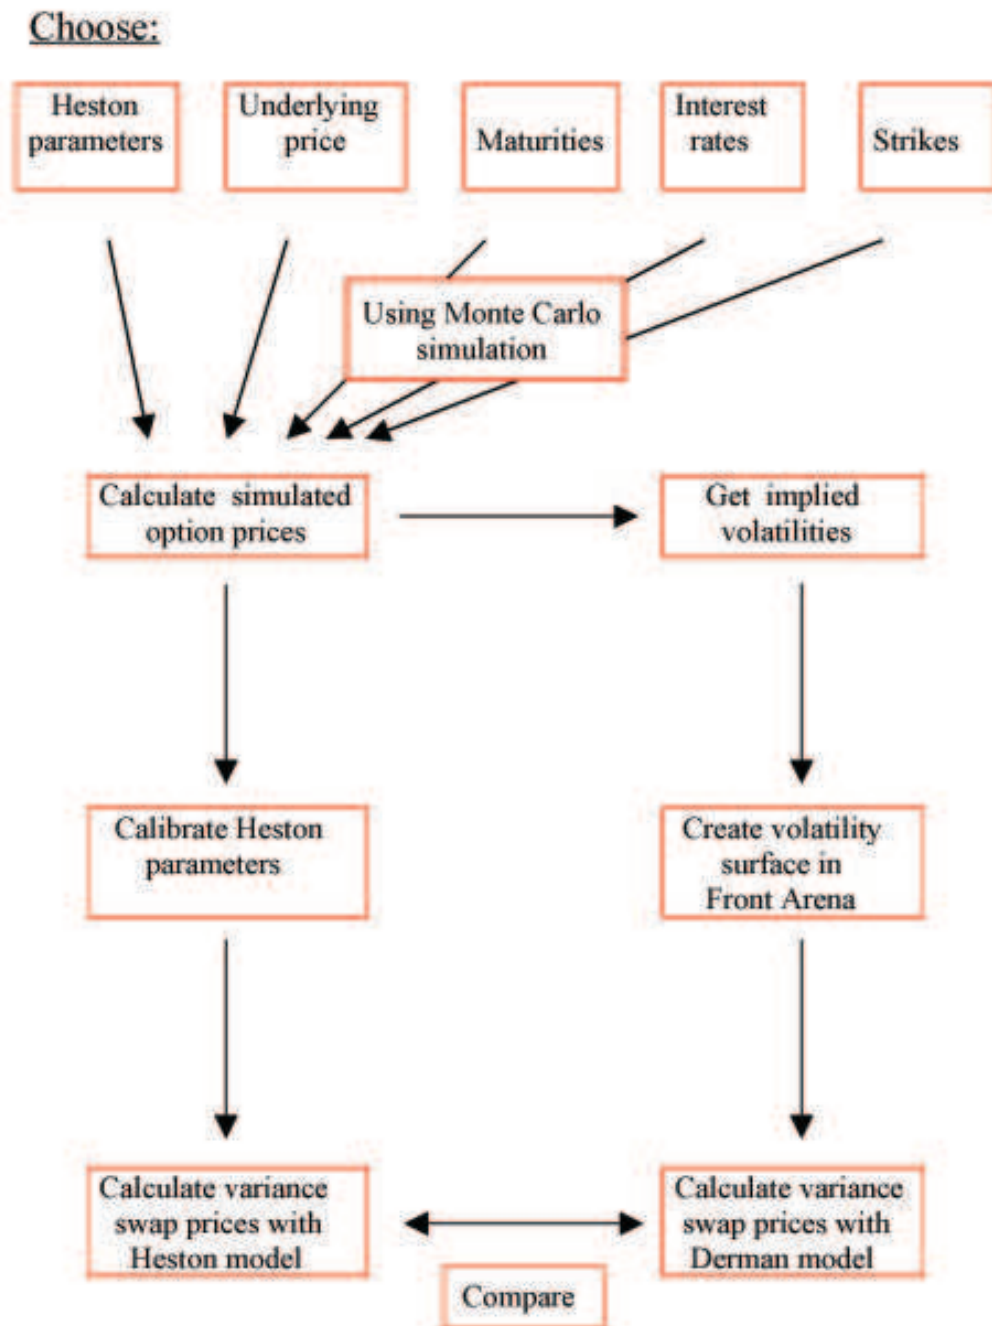 Choose:
Heston
parameters
Underlying
price
Maturities
Interest
rates
Strikes
Using Monte Carlo
simulation
Calculate simulated
option prices
Get implied
volatilities
Calibrate Heston
parameters
Create volatility
surface in
Front Arena
Calculate variance
swap prices with
Heston model
Calculate variance
swap prices with
Derman model
Compare